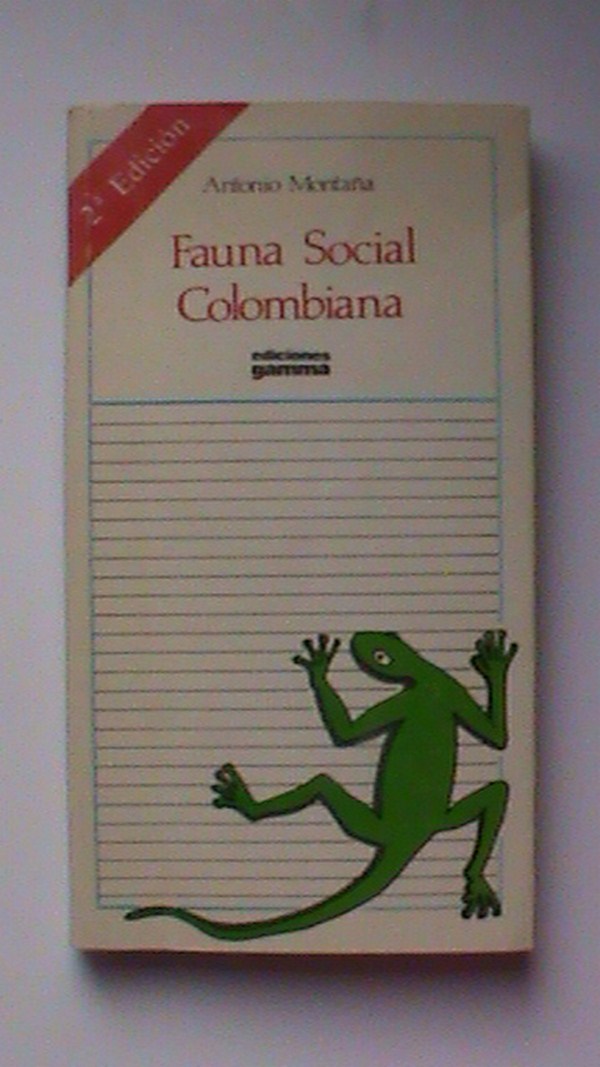 2ª Edición
Antonio Montaña
Fauna Social
Colombiana
ediciones
gamma